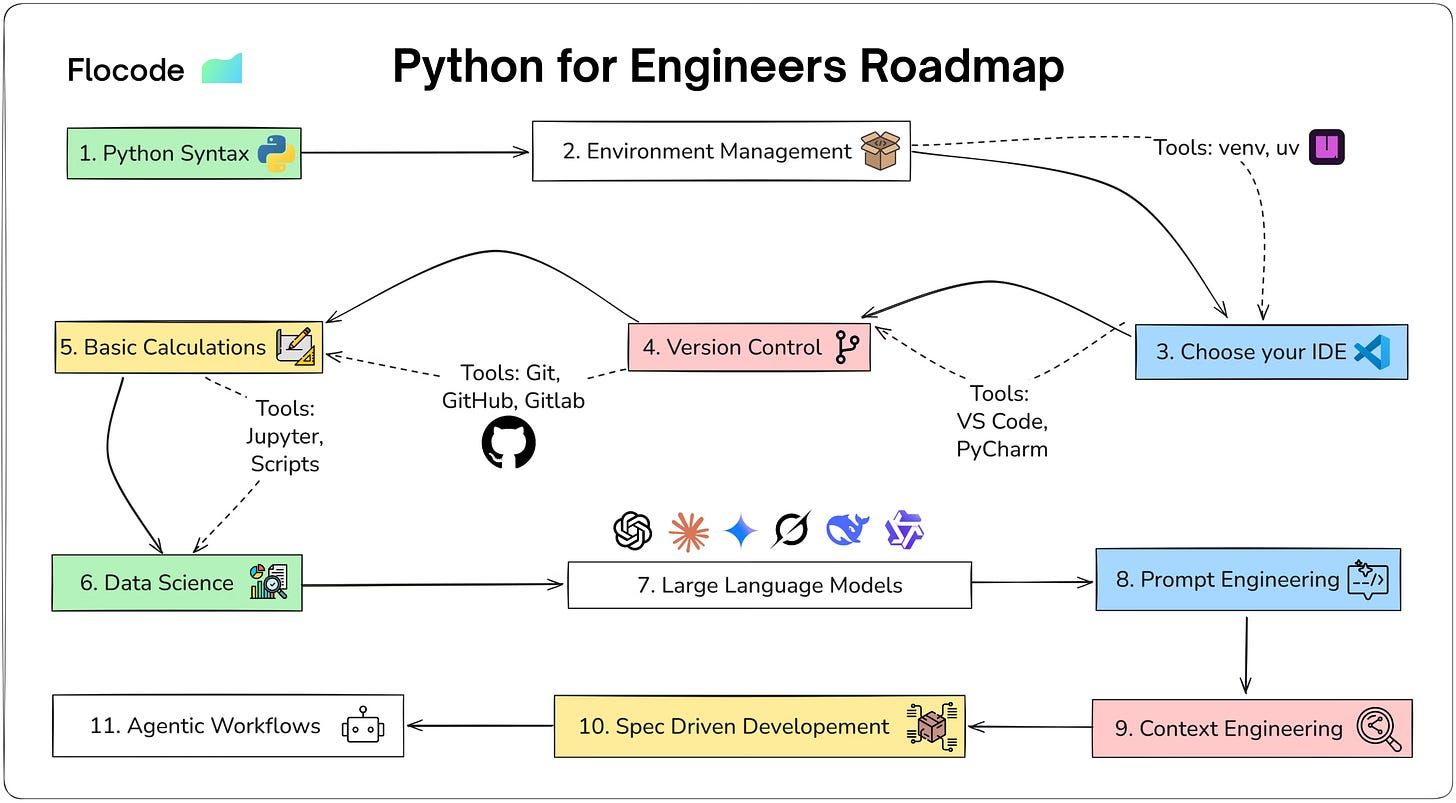 Flocode
Python for Engineers Roadmap
1. Python Syntax
2. Environment Management
Tools: venv, uv
5. Basic Calculations
4. Version Control
3. Choose your IDE
Tools: Git,
GitHub, Gitlab
Tools:
VS Code,
PyCharm
Tools:
Jupyter,
Scripts
6. Data Science
7. Large Language Models
8. Prompt Engineering
11. Agentic Workflows
10. Spec Driven Developement
9. Context Engineering